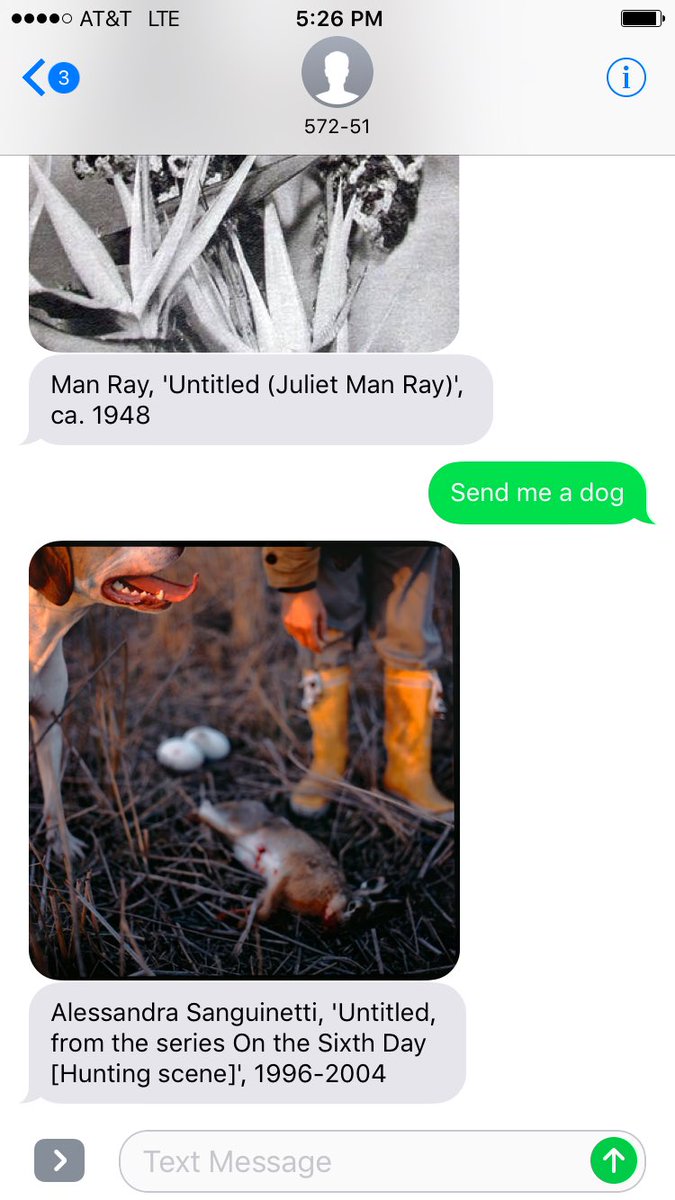 AT&T LTE 5:26 PM
3
572-51
Man Ray, 'Untitled (Juliet Man Ray)',
ca. 1948
Send me a dog
Alessandra Sanguinetti, 'Untitled,
from the series On the Sixth Day
[Hunting scene]', 1996-2004
Text Message